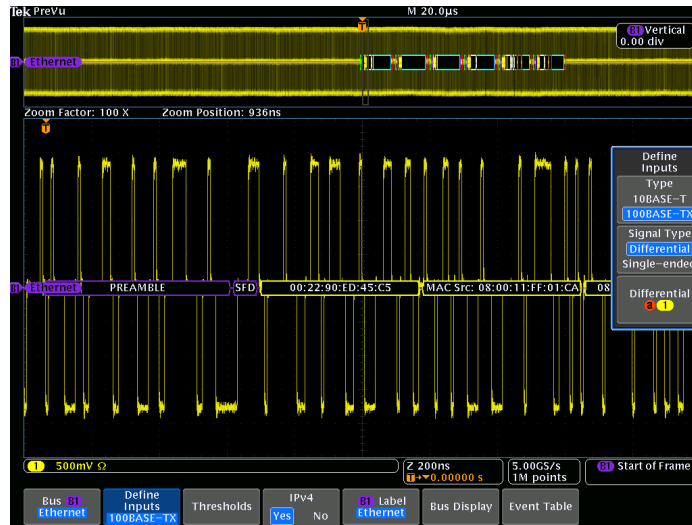 Tek PreVu
M 20.0µs
T
B1 Vertical
0.00 div
B1 Ethernet
Zoom Factor: 100 X Zoom Position: 936ns
T
Define
Inputs
Type
10BASE-T
100BASE-TX
Signal Type
Differential
Single-ended
Differential
a 1
B1 Ethernet PREAMBLE SFD 00:22:90:ED:45:C5 MAC Src: 08:00:11:FF:01:CA 08
1 500mV Ω
Z 200ns
T→▾0.00000 s
5.00GS/s
1M points
B1 Start of Frame
Bus B1
Ethernet
Define
Inputs
100BASE-TX
Thresholds
IPv4
Yes No
B1 Label
Ethernet
Bus Display
Event Table